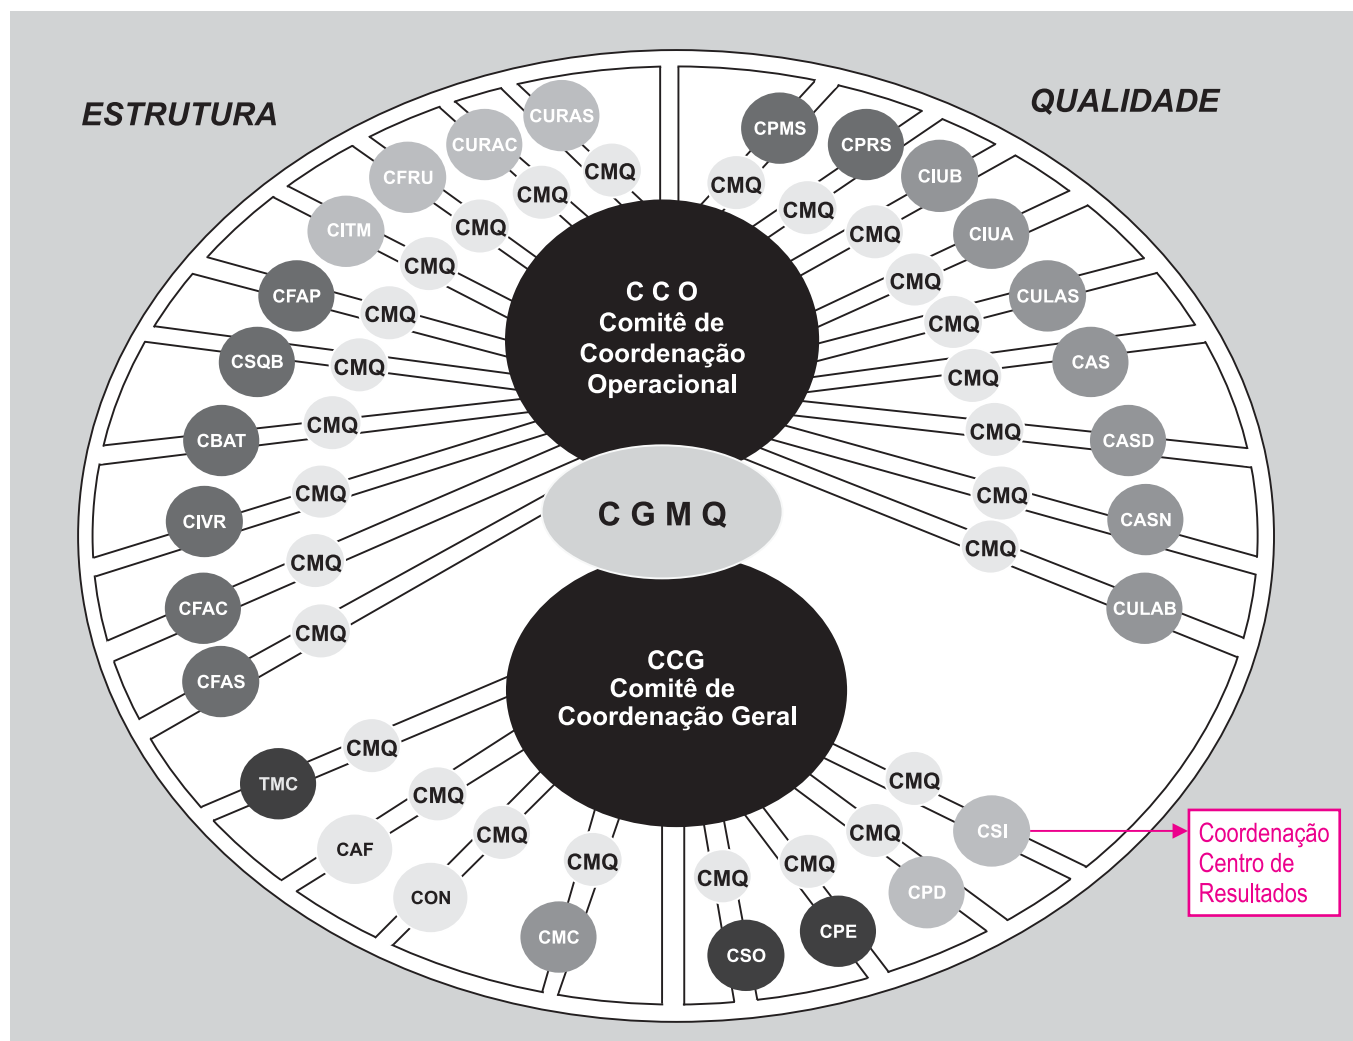 ESTRUTURA
QUALIDADE
CURAS
CMQ
CURAC
CMQ
CFRU
CMQ
CITM
CMQ
CFAP
CMQ
CSQB
CMQ
CBAT
CMQ
CIVR
CMQ
CFAC
CMQ
CFAS
CMQ
CPMS
CMQ
CPRS
CMQ
CIUB
CMQ
CIUA
CMQ
CULAS
CMQ
CAS
CMQ
CASD
CMQ
CASN
CMQ
CULAB
CMQ
C C O
Comitê de
Coordenação
Operacional
C G M Q
CCG
Comitê de
Coordenação Geral
TMC
CMQ
CAF
CMQ
CON
CMQ
CMC
CMQ
CSO
CMQ
CPE
CMQ
CPD
CMQ
CSI
CMQ
Coordenação
Centro de
Resultados